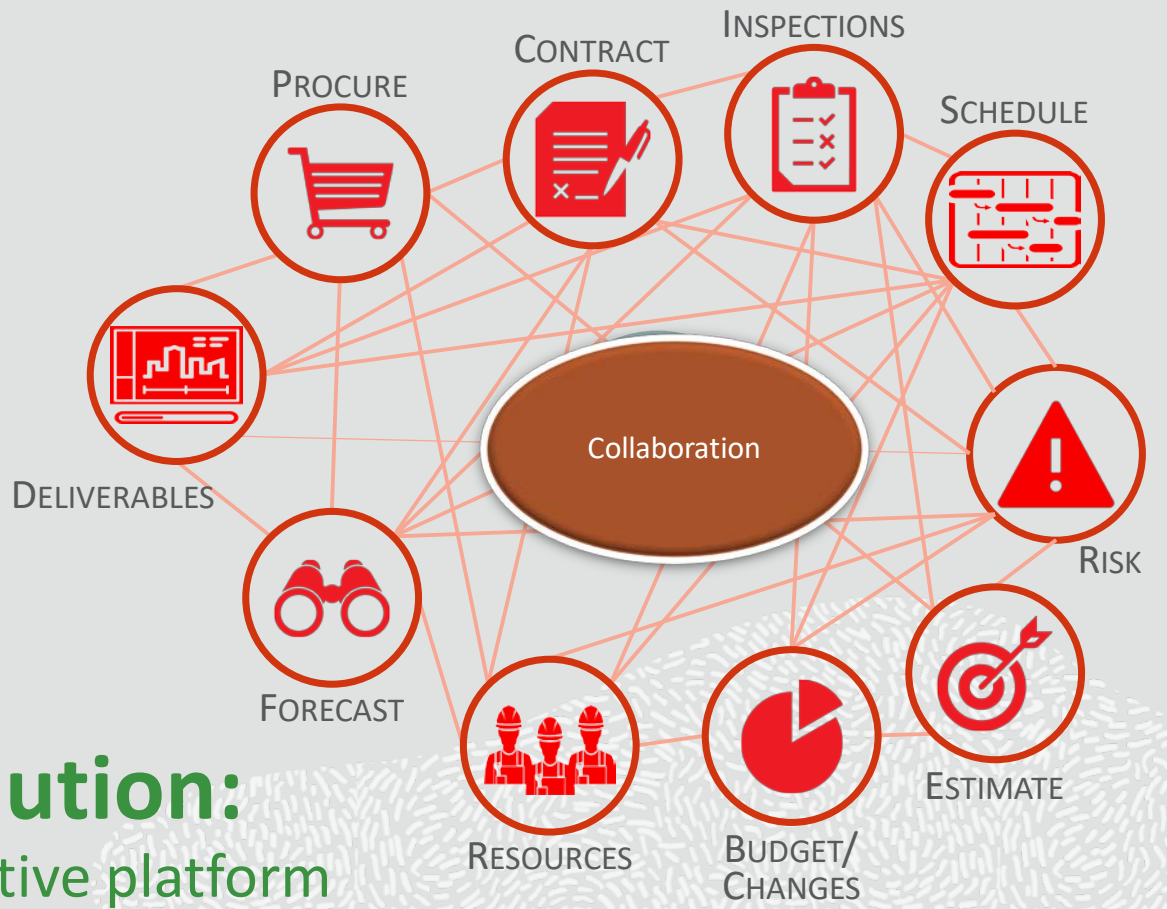 INSPECTIONS
CONTRACT
PROCURE
SCHEDULE
Collaboration
DELIVERABLES
RISK
FORECAST
ution:
ESTIMATE
RESOURCES
BUDGET/
CHANGES
tive platform